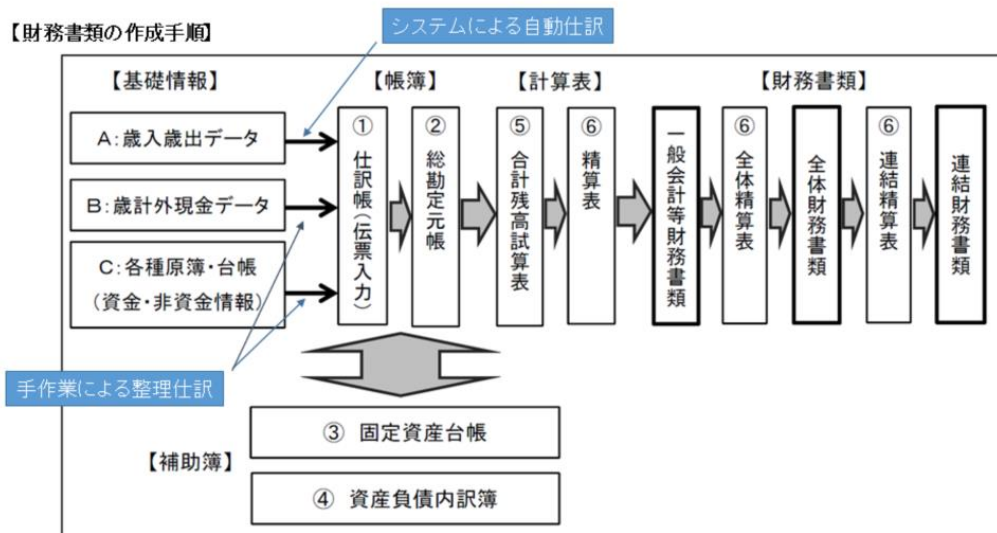 【財務書類の作成手順】
システムによる自動仕訳
【基礎情報】
【帳簿】
【計算表】
【財務書類】
A:歳入歳出データ
B:歳計外現金データ
C:各種原簿・台帳
(資金・非資金情報)
① 仕訳帳(伝票入力)
② 総勘定元帳
⑤ 合計残高試算表
⑥ 精算表
一般会計等財務書類
⑥ 全体精算表
全体財務書類
⑥ 連結精算表
連結財務書類
手作業による整理仕訳
【補助簿】
③ 固定資産台帳
④ 資産負債内訳簿